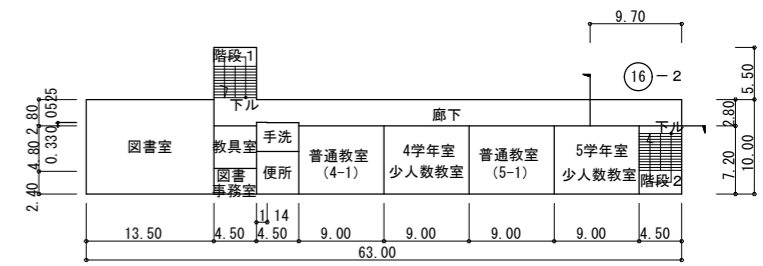 9.70
階段1
16
-2
5.50
下ル
廊下
下ル
2.80
.0525
0.330
4.80
2.40
図書室
教具室
手洗
図書
事務室
便所
普通教室
(4-1)
4学年室
少人数教室
普通教室
(5-1)
5学年室
少人数教室
階段2
2.80
7.20
10.00
1.14
13.50
4.50
4.50
9.00
9.00
9.00
9.00
4.50
63.00